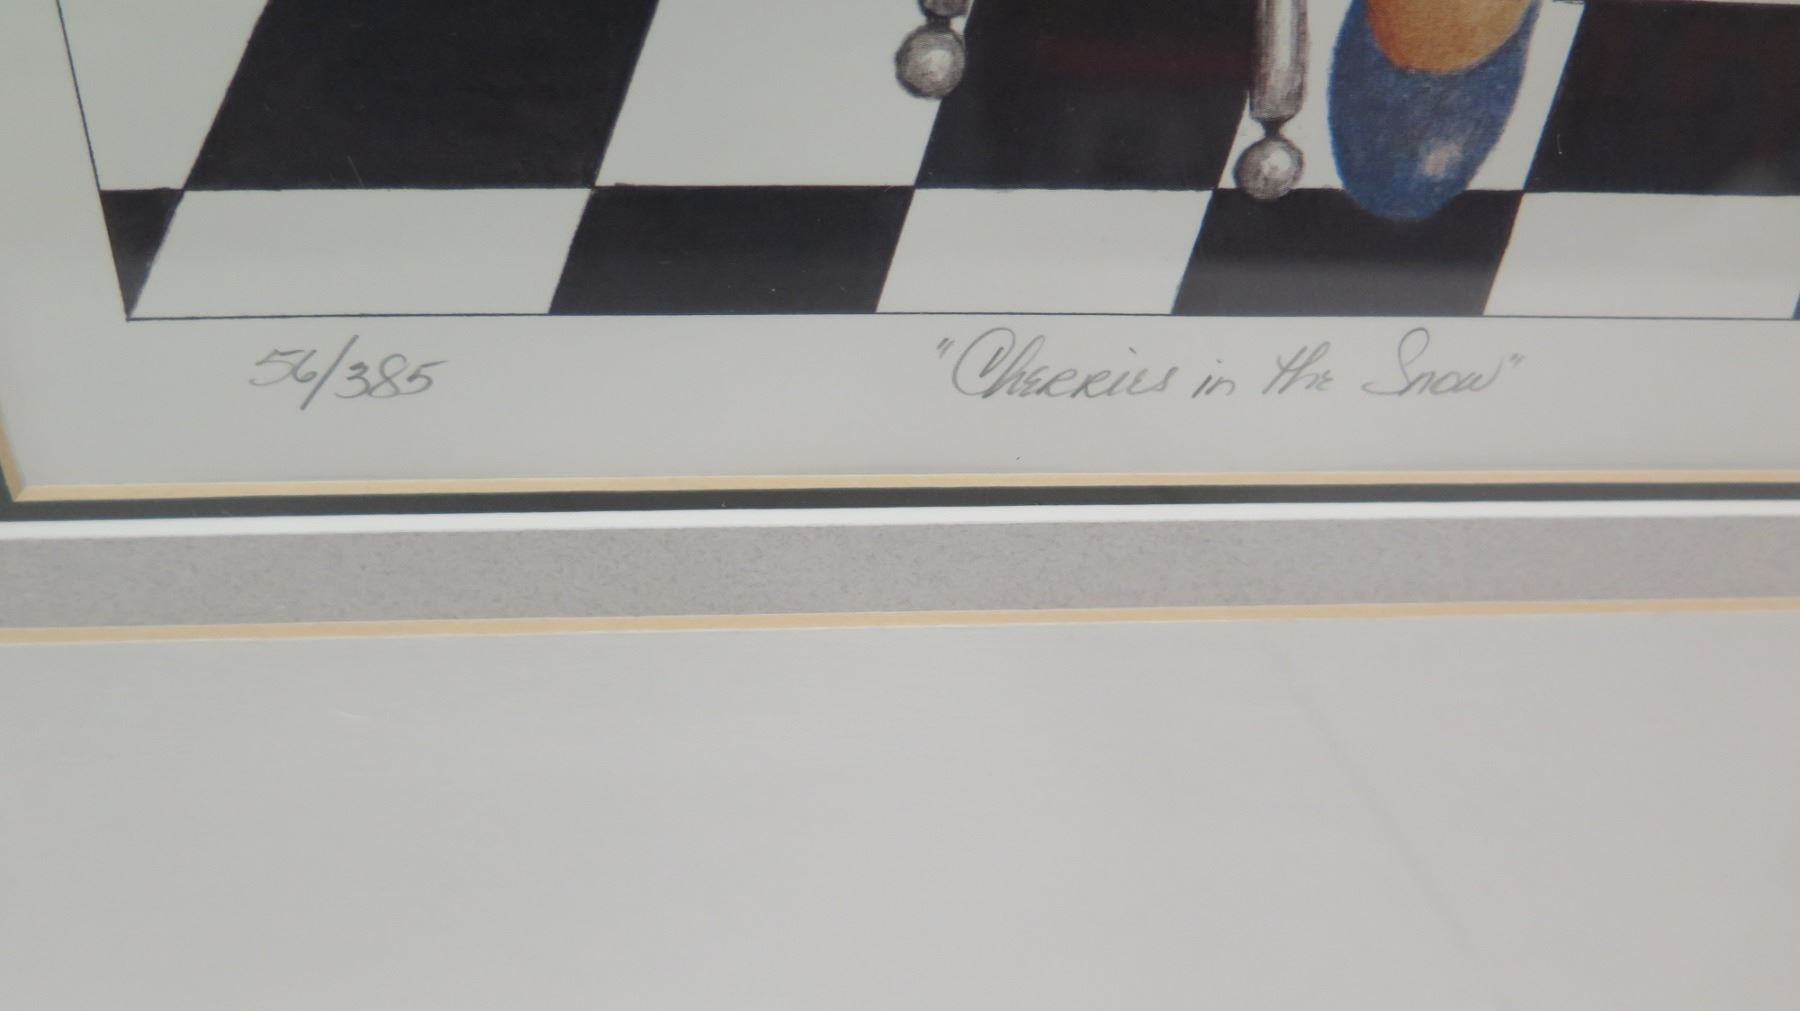 56/385 "Cherries in the Snow"